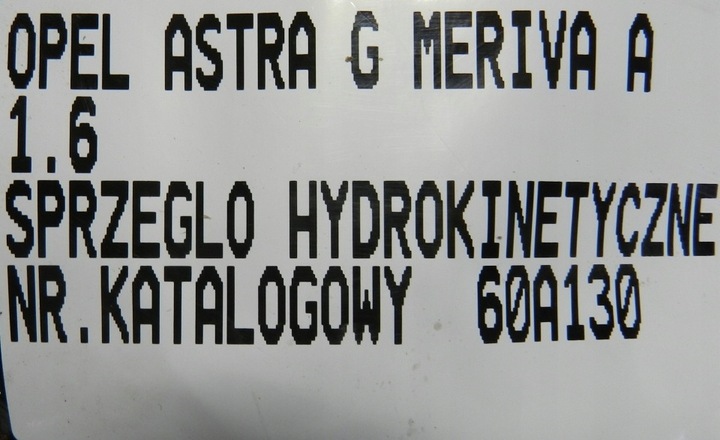 OPEL ASTRA G MERIVA A
1.6
SPRZEGLO HYDROKINETYCZNE
NR.KATALOGOWY 60A130